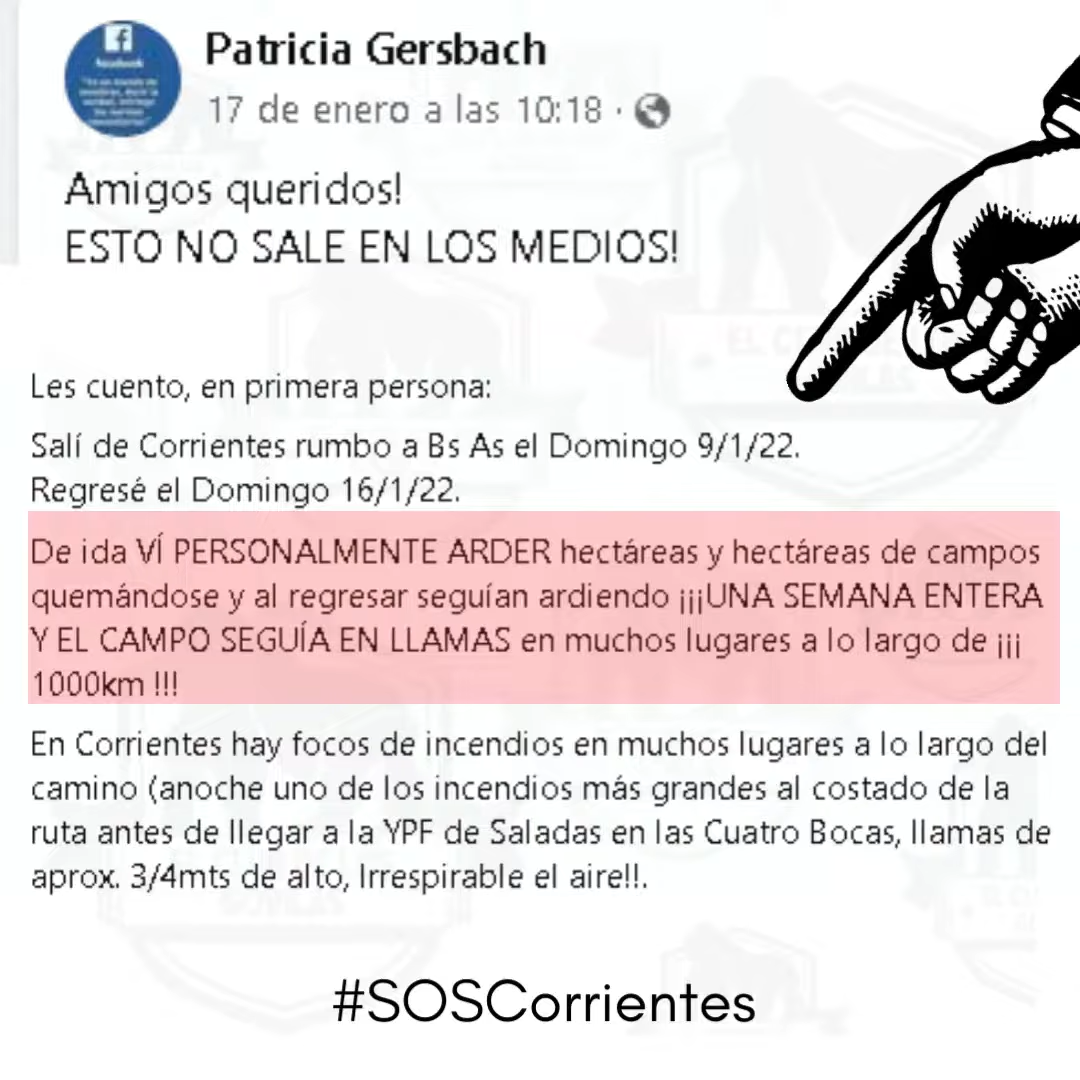 Patricia Gersbach
17 de enero a las 10:18 ·
Amigos queridos!
ESTO NO SALE EN LOS MEDIOS!
Les cuento, en primera persona:
Salí de Corrientes rumbo a Bs As el Domingo 9/1/22.
Regresé el Domingo 16/1/22.
De ida VÍ PERSONALMENTE ARDER hectáreas y hectáreas de campos
quemándose y al regresar seguían ardiendo ¡¡¡UNA SEMANA ENTERA
Y EL CAMPO SEGUÍA EN LLAMAS en muchos lugares a lo largo de ¡¡¡
1000km !!!
En Corrientes hay focos de incendios en muchos lugares a lo largo del
camino (anoche uno de los incendios más grandes al costado de la
ruta antes de llegar a la YPF de Saladas en las Cuatro Bocas, llamas de
aprox. 3/4mts de alto, Irrespirable el aire!!.
#SOSCorrientes